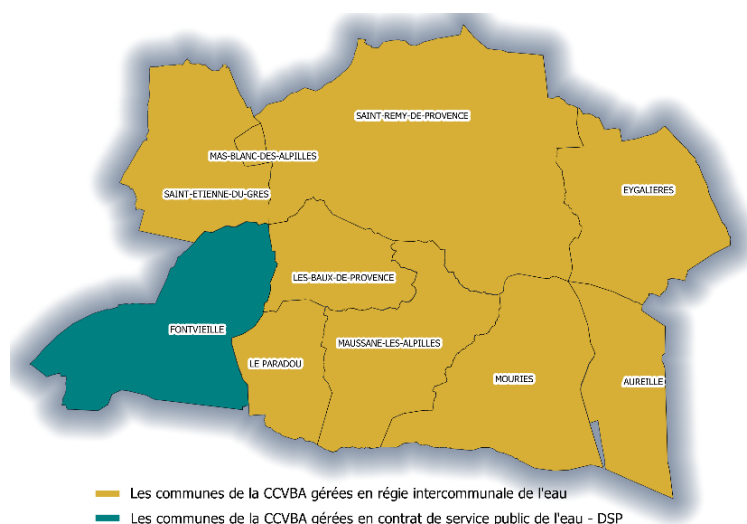 SAINT-REMY-DE-PROVENCE
MAS-BLANC-DES-ALPILLES
EYGALIERES
SAINT-ETIENNE-DU-GRES
LES-BAUX-DE-PROVENCE
FONTVIEILLE
MAUSSANE-LES-ALPILLES
LE PARADOU
MOURIES
AUREILLE
Les communes de la CCVBA gérées en régie intercommunale de l'eau
Les communes de la CCVBA gérées en contrat de service public de l'eau - DSP